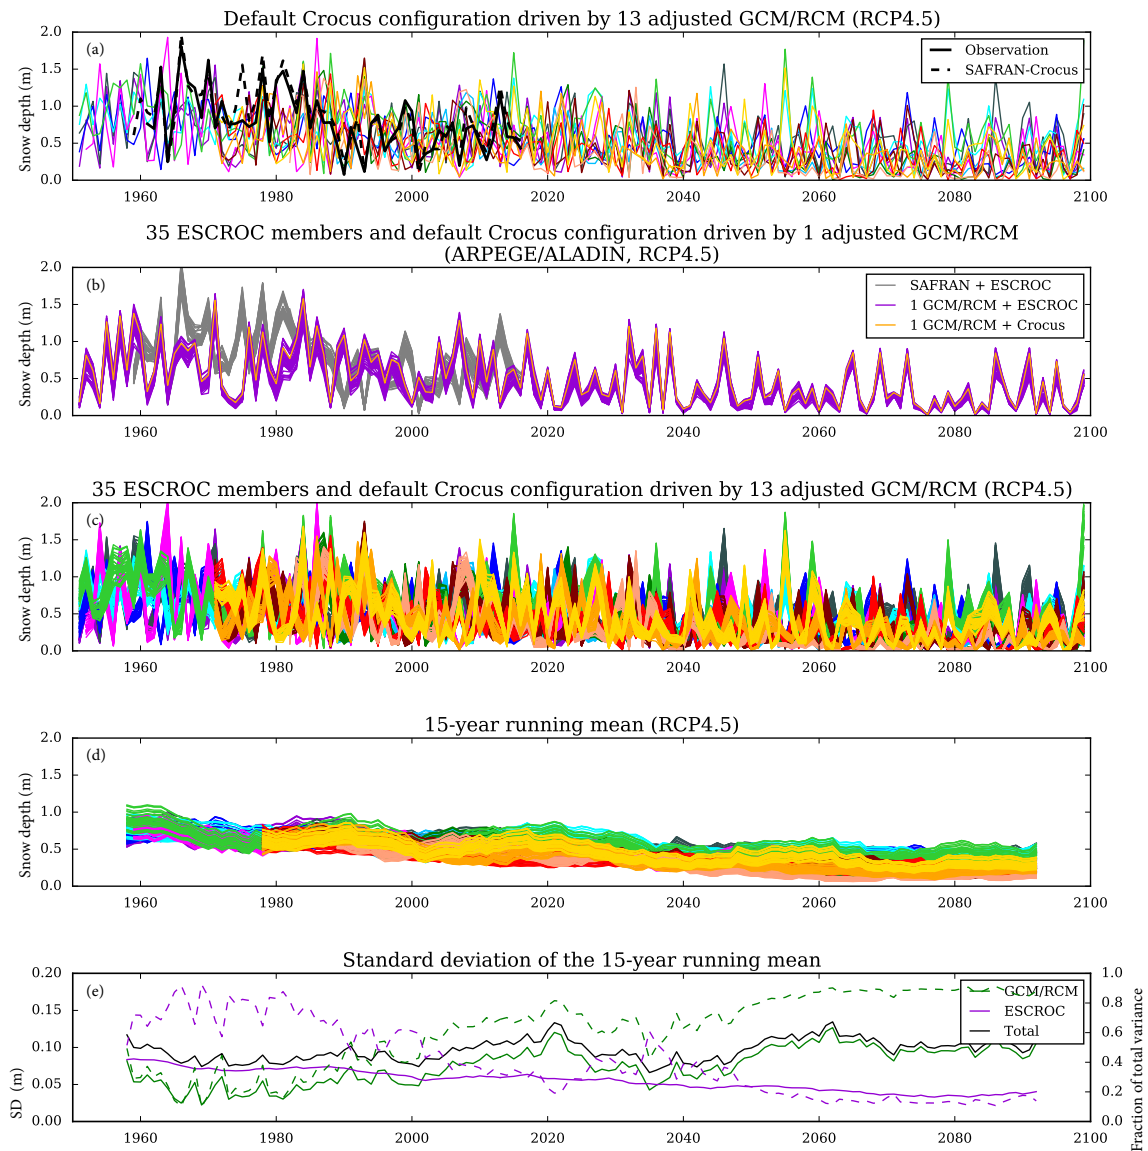 Default Crocus configuration driven by 13 adjusted GCM/RCM (RCP4.5)
(a)
Observation
SAFRAN-Crocus
Snow depth (m)
2.0
1.5
1.0
0.5
0.0
1960 1980 2000 2020 2040 2060 2080 2100
35 ESCROC members and default Crocus configuration driven by 1 adjusted GCM/RCM
(ARPEGE/ALADIN, RCP4.5)
(b)
SAFRAN + ESCROC
1 GCM/RCM + ESCROC
1 GCM/RCM + Crocus
Snow depth (m)
2.0
1.5
1.0
0.5
0.0
1960 1980 2000 2020 2040 2060 2080 2100
35 ESCROC members and default Crocus configuration driven by 13 adjusted GCM/RCM (RCP4.5)
(c)
Snow depth (m)
2.0
1.5
1.0
0.5
0.0
1960 1980 2000 2020 2040 2060 2080 2100
15-year running mean (RCP4.5)
(d)
Snow depth (m)
2.0
1.5
1.0
0.5
0.0
1960 1980 2000 2020 2040 2060 2080 2100
Standard deviation of the 15-year running mean
(e)
GCM/RCM
ESCROC
Total
SD (m)
0.20
0.15
0.10
0.05
0.00
1.0
0.8
0.6
0.4
0.2
0.0
Fraction of total variance
1960 1980 2000 2020 2040 2060 2080 2100